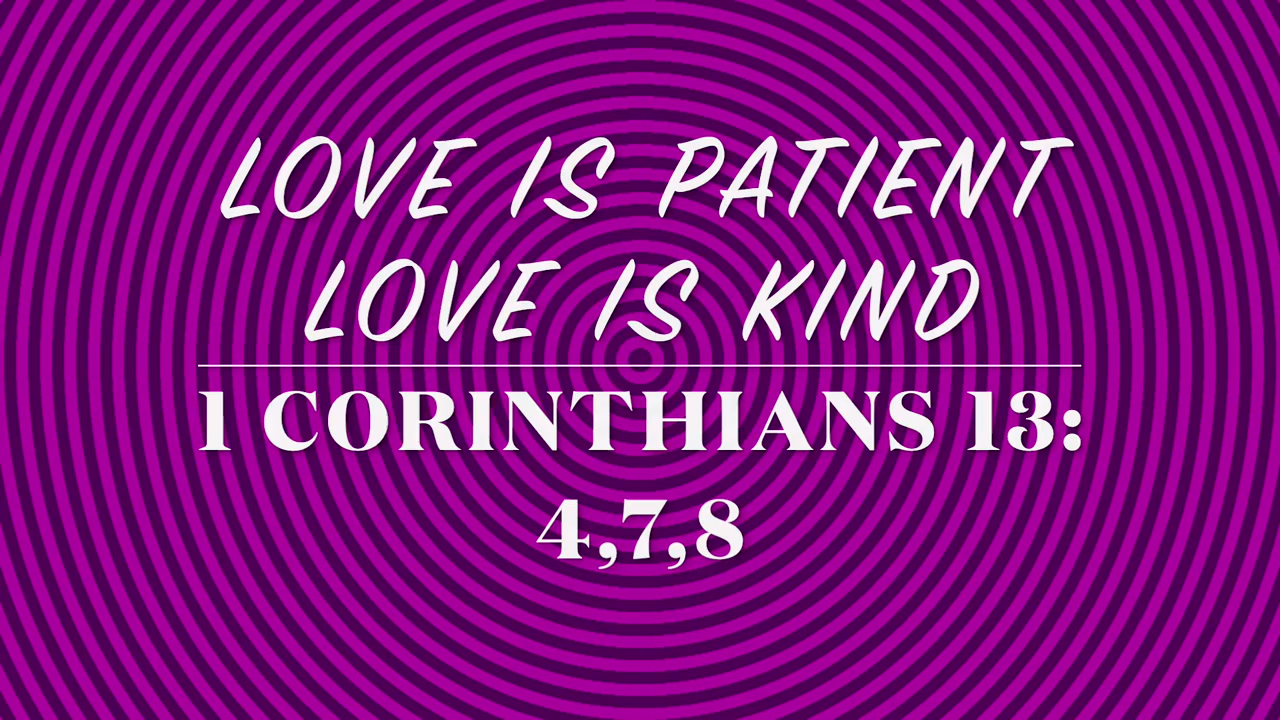 LOVE IS PATIENT
LOVE IS KIND
1 CORINTHIANS 13:
4,7,8